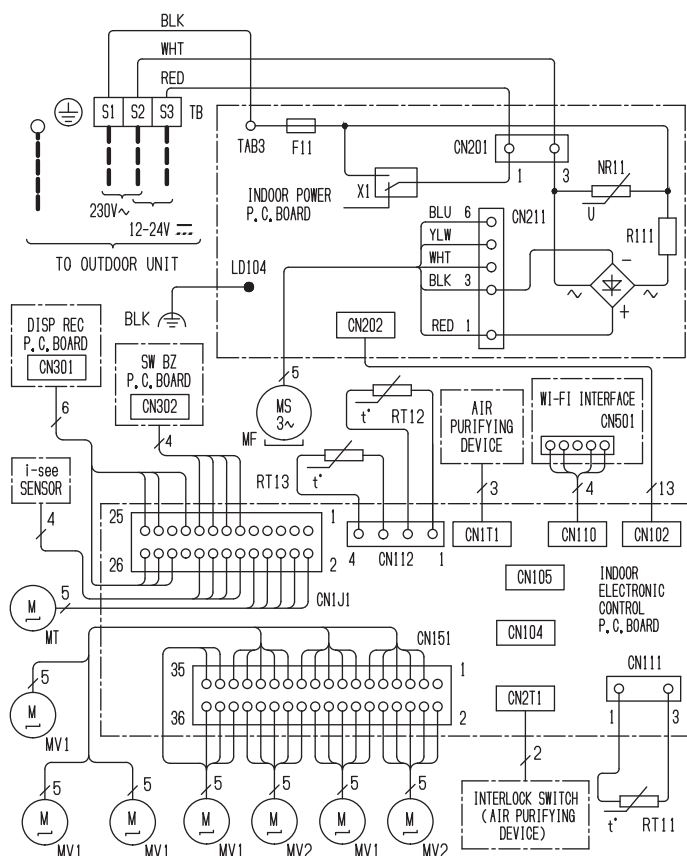 BLK
WHT
RED
S1 S2 S3 TB
TAB3
F11
CN201
1 3
NR11
U
X1
INDOOR POWER
P.C.BOARD
230V~
12-24V
TO OUTDOOR UNIT
BLU 6
CN211
YLW
WHT
BLK 3
RED 1
R111
~ ~
−
+
LD104
BLK
CN202
DISP REC
P.C.BOARD
CN301
SW BZ
P.C.BOARD
CN302
6
4
5
MS
3~
MF
t°
RT12
RT13
t°
AIR
PURIFYING
DEVICE
WI-FI INTERFACE
CN501
i-see
SENSOR
4
3
4
13
25 1
26 2
CN1J1
4 CN112 1
CN1T1
CN110
CN102
CN105
INDOOR
ELECTRONIC
CONTROL
P.C.BOARD
M
5
MT
CN104
CN151
35 1
36 2
CN111
1 3
CN2T1
M
5
MV1
2
INTERLOCK SWITCH
(AIR PURIFYING
DEVICE)
t°
RT11
5 5 5 5 5 5
M M M M M M
MV1 MV1 MV1 MV2 MV1 MV2